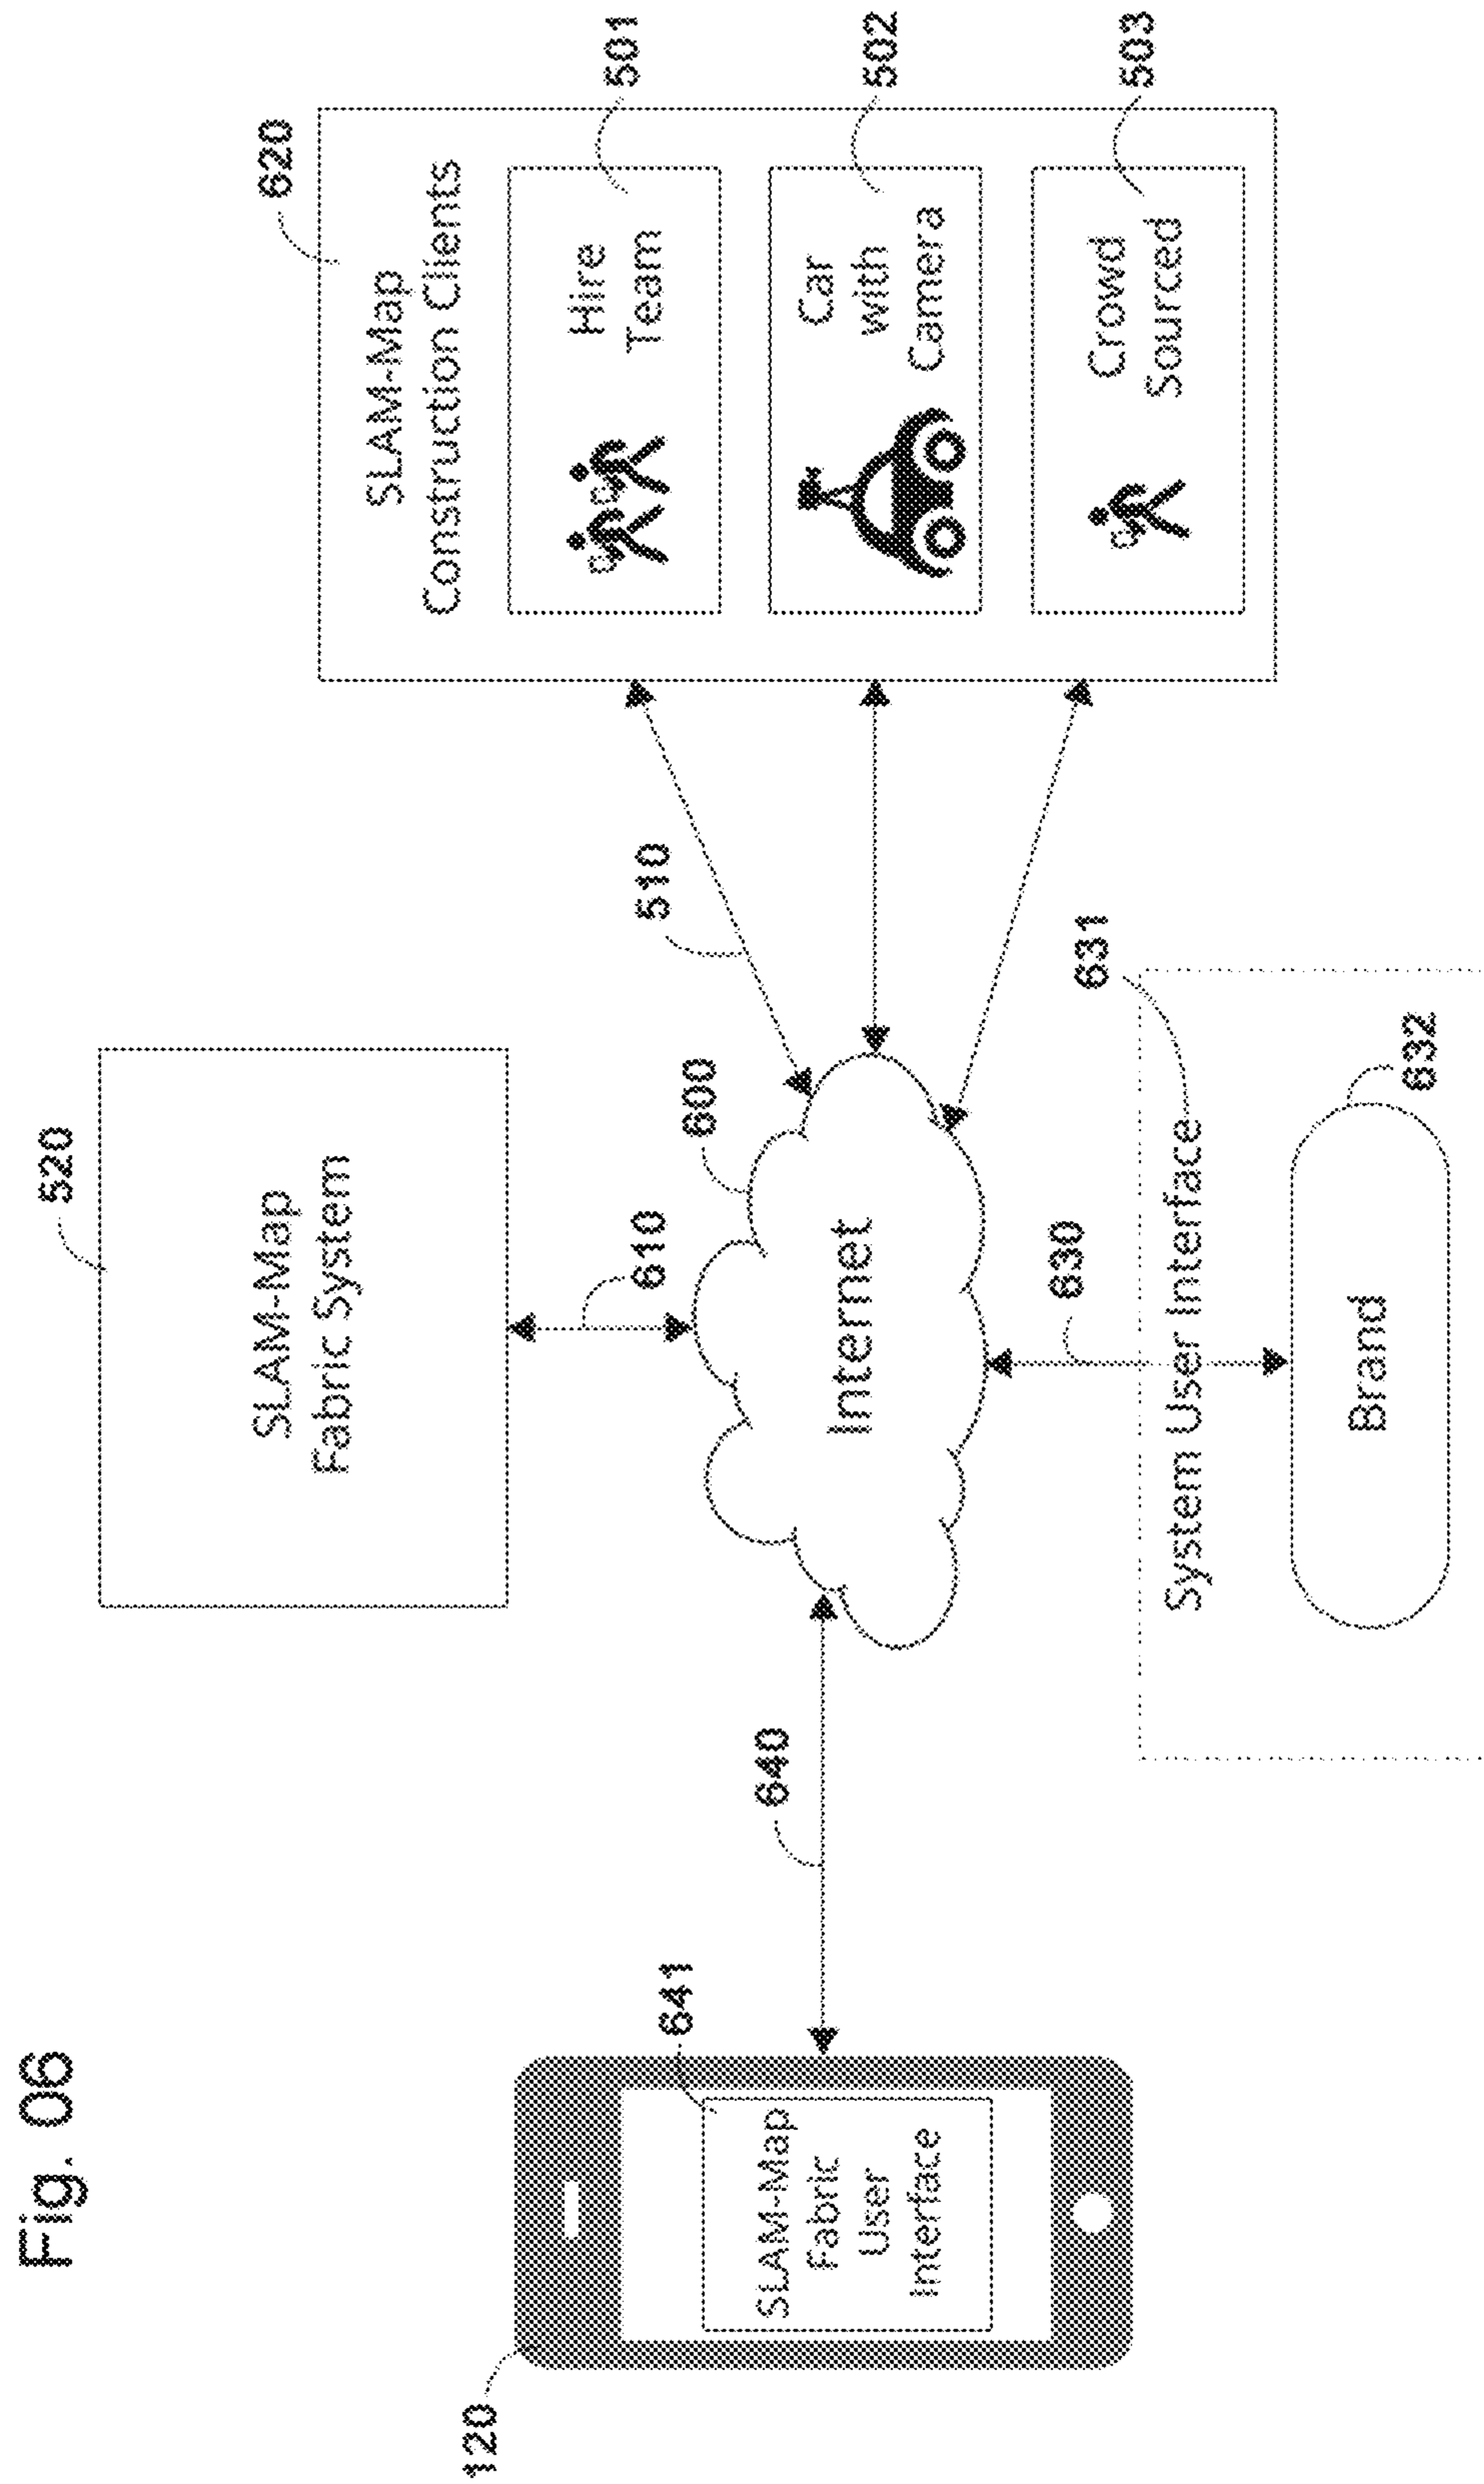 Fig. 06
520
SLAM-Map
Fabric System
620
SLAM-Map
Construction Clients
501
Hire
Team
502
Car
with
Camera
503
Crowd
Sourced
510
600
610
Internet
640
641
120
SLAM-Map
Fabric
User
Interface
630
631
System User Interface
632
Brand